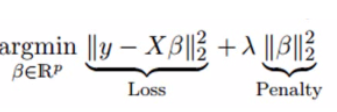 argmin ‖y − Xβ‖₂² + λ ‖β‖₂²
β∈ℝᵖ
Loss Penalty